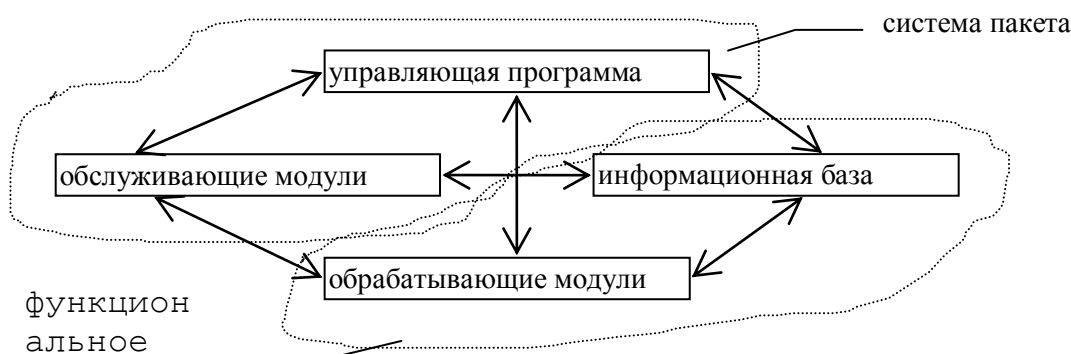 система пакета
управляющая программа
обслуживающие модули
информационная база
обрабатывающие модули
функцион
альное